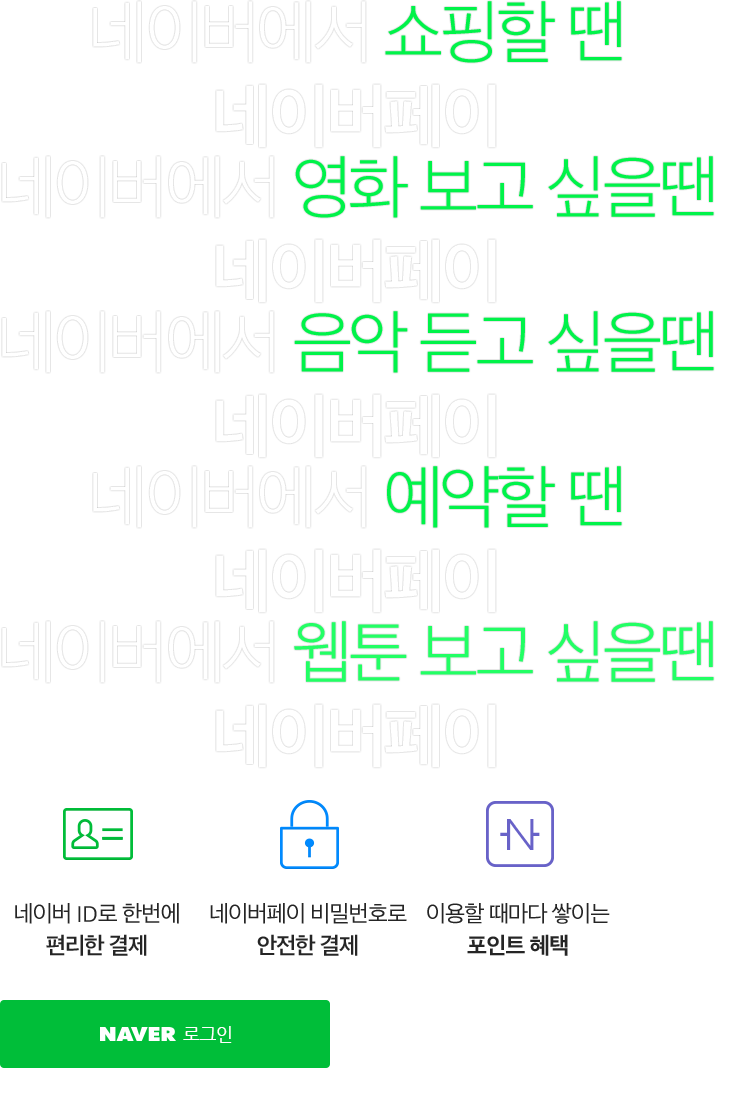 네이버에서 쇼핑할 땐
네이버페이
네이버에서 영화 보고 싶을땐
네이버페이
네이버에서 음악 듣고 싶을땐
네이버페이
네이버에서 예약할 땐
네이버페이
네이버에서 웹툰 보고 싶을땐
네이버페이
네이버 ID로 한번에
편리한 결제
네이버페이 비밀번호로
안전한 결제
이용할 때마다 쌓이는
포인트 혜택
NAVER 로그인